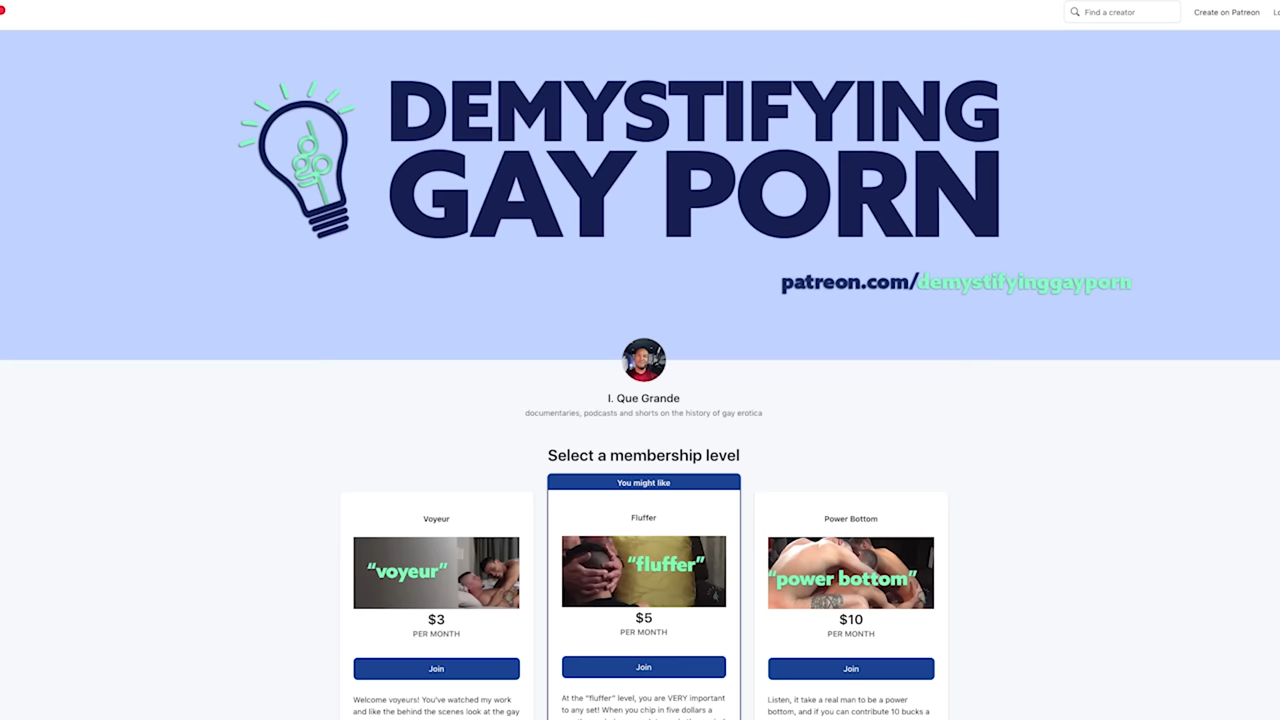 Find a creator
Create on Patreon
DEMYSTIFYING
GAY PORN
dgp
patreon.com/demystifyinggayporn
I. Que Grande
documentaries, podcasts and shorts on the history of gay erotica
Select a membership level
You might like
Voyeur
"voyeur"
$3
PER MONTH
Join
Welcome voyeurs! You've watched my work
and like the behind the scenes look at the gay
Fluffer
"fluffer"
$5
PER MONTH
Join
At the "fluffer" level, you are VERY important
to any set! When you chip in five dollars a
Power Bottom
"power bottom"
$10
PER MONTH
Join
Listen, it take a real man to be a power
bottom, and if you can contribute 10 bucks a